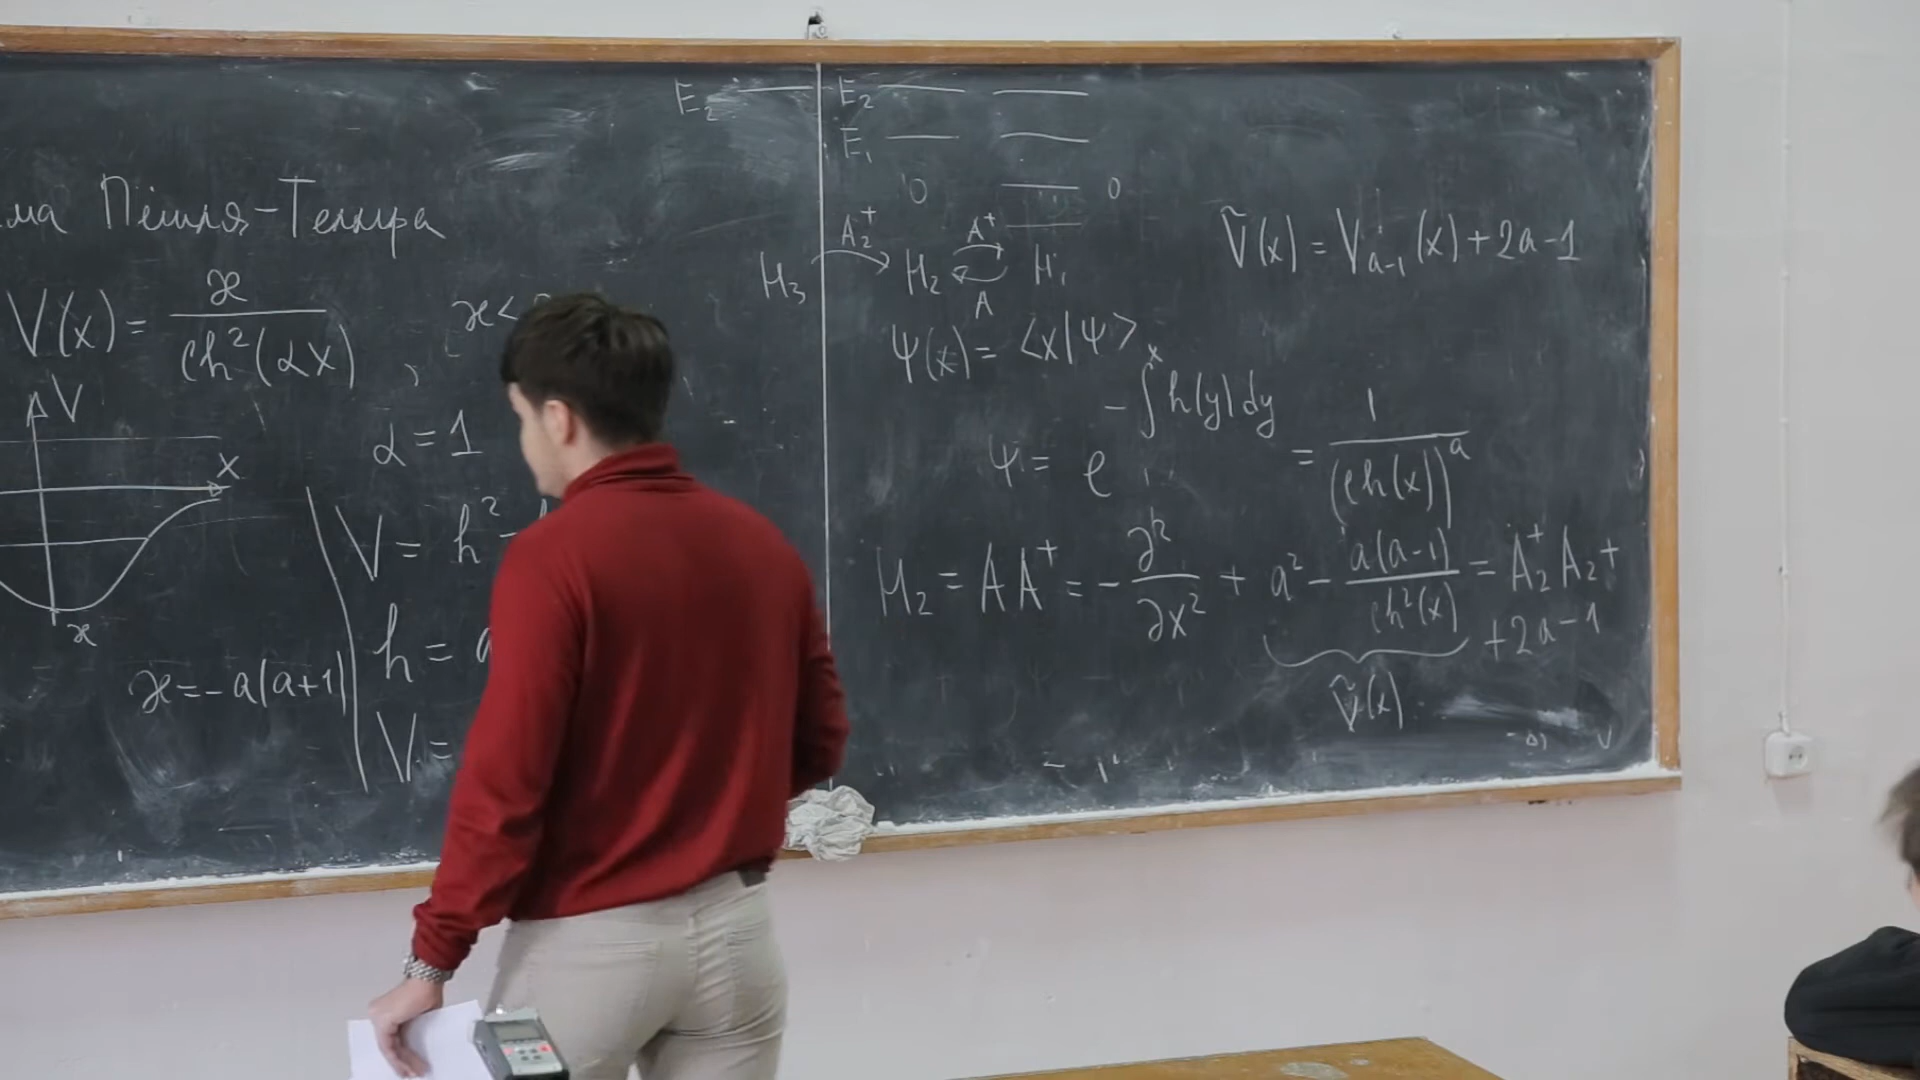 E₂
ма Пёшля-Теллера
V(x) = ϰ / ch²(αx) , ϰ <
V
x
ϰ
α = 1
V = h² -
h = a
ϰ = -a(a+1)
V =
E₂
E₁
0 0
A₂⁺ A⁺
H₃ H₂ H₁
A
Ṽ(x) = Vₐ₋₁(x) + 2a - 1
Ψ(x) = ⟨x|Ψ⟩
Ψ = e^(-∫ˣ h(y) dy) = 1 / (ch(x))ᵃ
H₂ = AA⁺ = - ∂² / ∂x² + a² - a(a-1) / ch²(x) = A₂⁺A₂ +
+ 2a - 1
Ṽ(x)